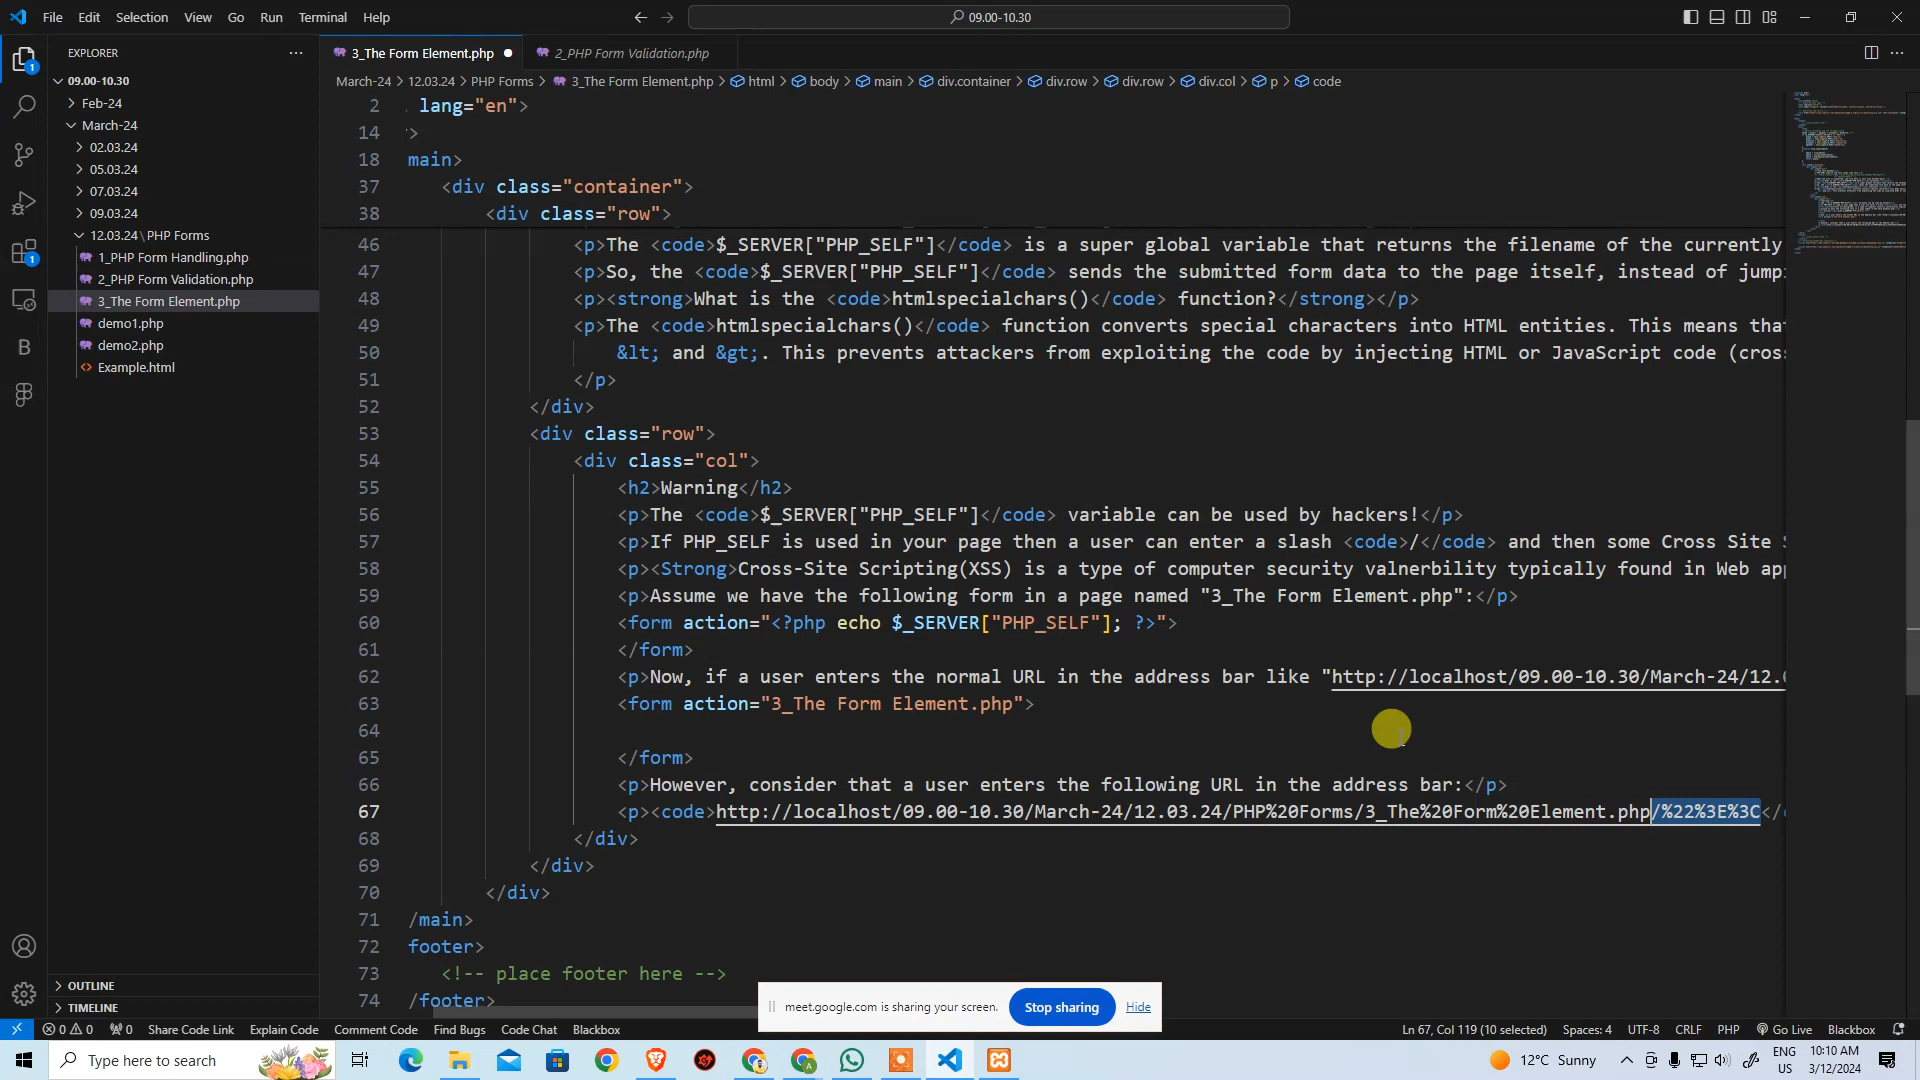 File Edit Selection View Go Run Terminal Help
09.00-10.30
EXPLORER
3_The Form Element.php
2_PHP Form Validation.php
09.00-10.30
Feb-24
March-24
02.03.24
05.03.24
07.03.24
09.03.24
12.03.24\PHP Forms
1_PHP Form Handling.php
2_PHP Form Validation.php
3_The Form Element.php
demo1.php
demo2.php
Example.html
OUTLINE
TIMELINE
March-24 > 12.03.24 > PHP Forms > 3_The Form Element.php > html > body > main > div.container > div.row > div.row > div.col > p > code
2 lang="en">
14 >
18 main>
37 <div class="container">
38 <div class="row">
46 <p>The <code>$_SERVER["PHP_SELF"]</code> is a super global variable that returns the filename of the currently
47 <p>So, the <code>$_SERVER["PHP_SELF"]</code> sends the submitted form data to the page itself, instead of jumpi
48 <p><strong>What is the <code>htmlspecialchars()</code> function?</strong></p>
49 <p>The <code>htmlspecialchars()</code> function converts special characters into HTML entities. This means that
50 &lt; and &gt;. This prevents attackers from exploiting the code by injecting HTML or JavaScript code (cross
51 </p>
52 </div>
53 <div class="row">
54 <div class="col">
55 <h2>Warning</h2>
56 <p>The <code>$_SERVER["PHP_SELF"]</code> variable can be used by hackers!</p>
57 <p>If PHP_SELF is used in your page then a user can enter a slash <code>/</code> and then some Cross Site S
58 <p><Strong>Cross-Site Scripting(XSS) is a type of computer security valnerbility typically found in Web app
59 <p>Assume we have the following form in a page named "3_The Form Element.php":</p>
60 <form action="<?php echo $_SERVER["PHP_SELF"]; ?>">
61 </form>
62 <p>Now, if a user enters the normal URL in the address bar like "http://localhost/09.00-10.30/March-24/12.0
63 <form action="3_The Form Element.php">
64
65 </form>
66 <p>However, consider that a user enters the following URL in the address bar:</p>
67 <p><code>http://localhost/09.00-10.30/March-24/12.03.24/PHP%20Forms/3_The%20Form%20Element.php/%22%3E%3C</c
68 </div>
69 </div>
70 </div>
71 /main>
72 footer>
73 <!-- place footer here -->
74 /footer>
meet.google.com is sharing your screen. Stop sharing Hide
0 0 0 Share Code Link Explain Code Comment Code Find Bugs Code Chat Blackbox
Ln 67, Col 119 (10 selected) Spaces: 4 UTF-8 CRLF PHP Go Live Blackbox
Type here to search
12°C Sunny
ENG
US
10:10 AM
3/12/2024